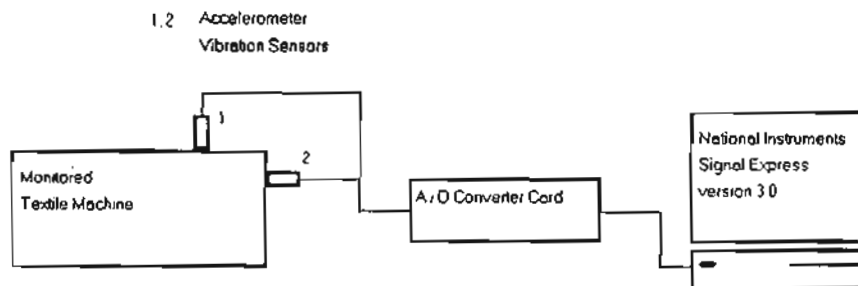 1,2 Accelerometer
Vibration Sensors
1
2
Monitored
Textile Machine
A / D Converter Card
National Instruments
Signal Express
version 3.0